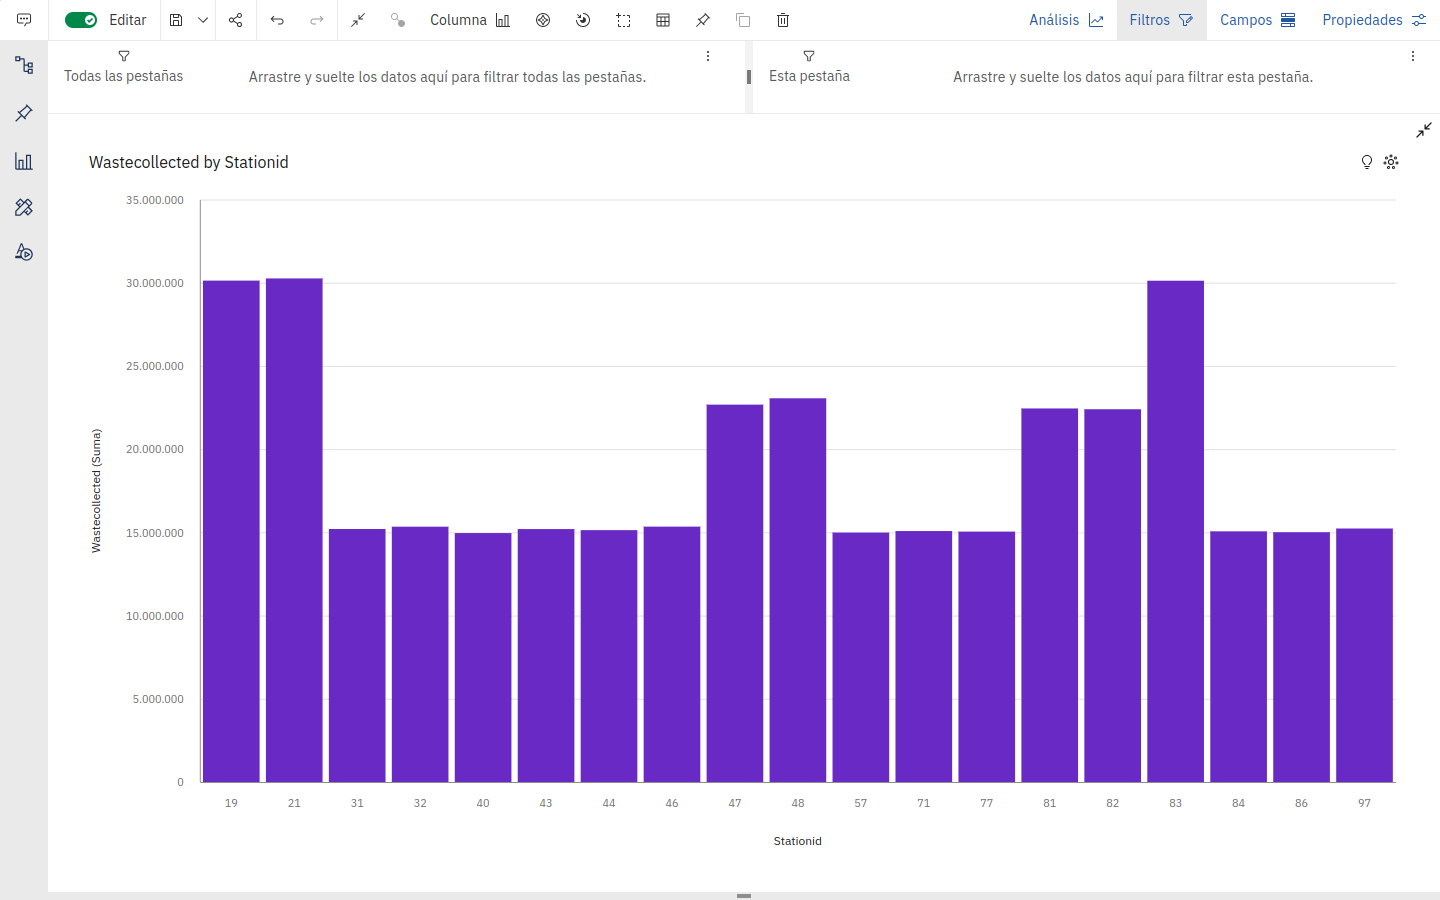 Editar
Columna
Análisis
Filtros
Campos
Propiedades
Todas las pestañas
Arrastre y suelte los datos aquí para filtrar todas las pestañas.
Esta pestaña
Arrastre y suelte los datos aquí para filtrar esta pestaña.
Wastecollected by Stationid
35.000.000
30.000.000
25.000.000
20.000.000
15.000.000
10.000.000
5.000.000
0
Wastecollected (Suma)
19 21 31 32 40 43 44 46 47 48 57 71 77 81 82 83 84 86 97
Stationid